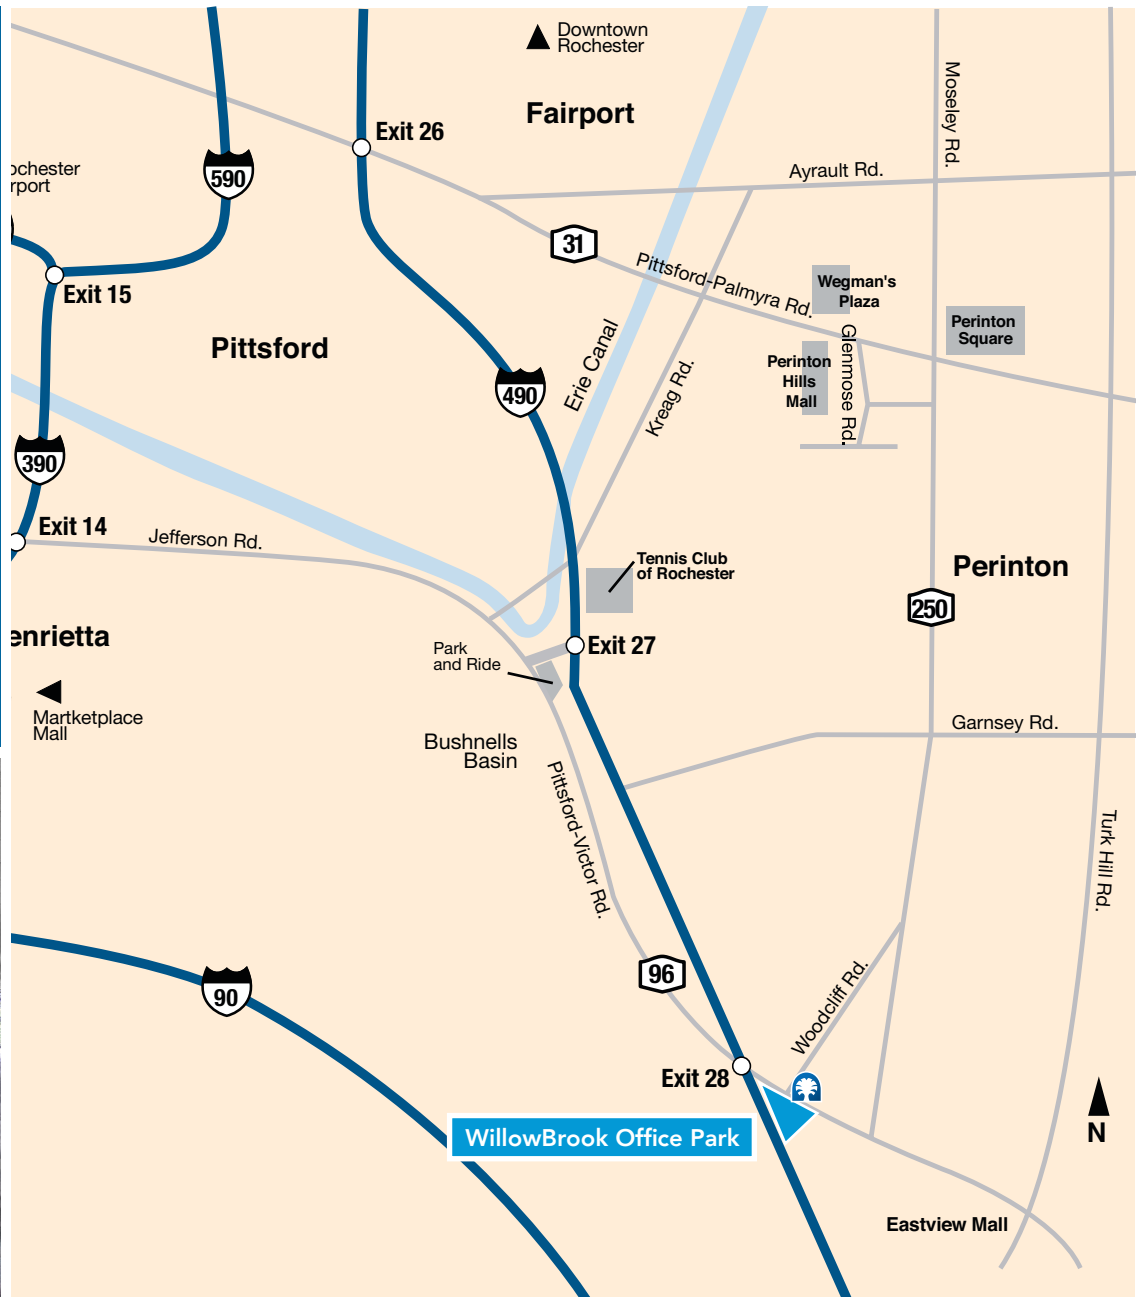 Downtown
Rochester
Fairport
Exit 26
Moseley Rd.
Ayrault Rd.
ochester
rport
590
31
Pittsford-Palmyra Rd.
Wegman's
Plaza
Exit 15
Perinton
Square
Pittsford
Erie Canal
Kreag Rd.
Perinton
Hills
Mall
Glenmose Rd.
490
390
Exit 14
Jefferson Rd.
Tennis Club
of Rochester
Perinton
250
enrietta
Exit 27
Park
and Ride
Martketplace
Mall
Garnsey Rd.
Bushnells
Basin
Pittsford-Victor Rd.
Turk Hill Rd.
96
90
Woodcliff Rd.
Exit 28
WillowBrook Office Park
N
Eastview Mall